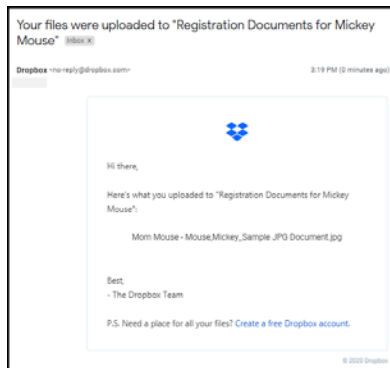 Your files were uploaded to "Registration Documents for Mickey
Mouse" Inbox x
Dropbox <no-reply@dropbox.com> 3:19 PM (0 minutes ago)
Hi there,
Here's what you uploaded to "Registration Documents for Mickey
Mouse":
Mom Mouse - Mouse,Mickey_Sample JPG Document.jpg
Best,
- The Dropbox Team
P.S. Need a place for all your files? Create a free Dropbox account.
© 2023 Dropbox